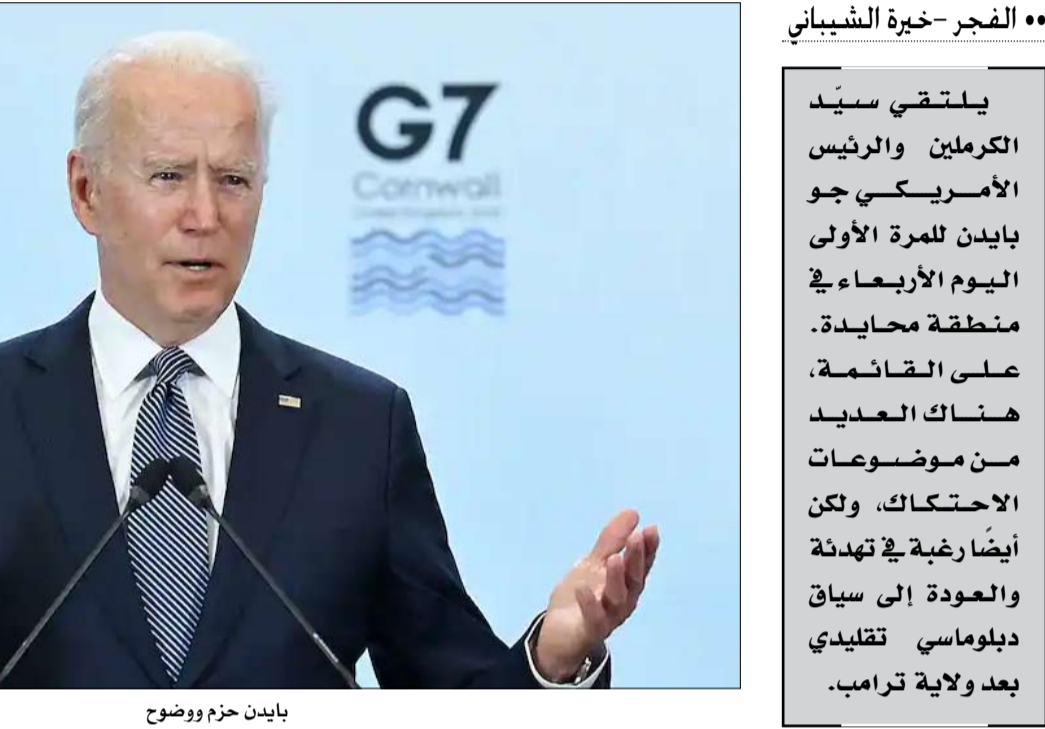 •• الفجر -خيرة الشيباني
يلتقي سيّد
الكرملين والرئيس
الأمريكي جو
بايدن للمرة الأولى
اليوم الأربعاء في
منطقة محايدة.
على القائمة،
هناك العديد
من موضوعات
الاحتكاك، ولكن
أيضًا رغبة في تهدئة
والعودة إلى سياق
دبلوماسي تقليدي
بعد ولاية ترامب.
G7
Cornwall
بايدن حزم ووضوح